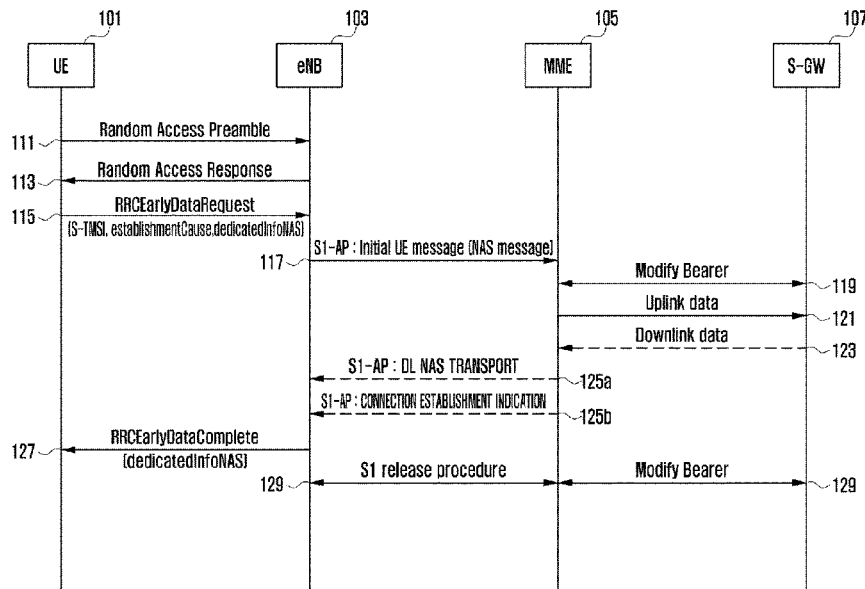 101
103
105
107
UE
eNB
MME
S-GW
111
Random Access Preamble
113
Random Access Response
115
RRCEarlyDataRequest
(S-TMSI, establishmentCause,dedicatedInfoNAS)
117
S1-AP : Initial UE message (NAS message)
Modify Bearer
119
Uplink data
121
Downlink data
123
S1-AP : DL NAS TRANSPORT
125a
S1-AP : CONNECTION ESTABLISHMENT INDICATION
125b
127
RRCEarlyDataComplete
(dedicatedInfoNAS)
129
S1 release procedure
Modify Bearer
129